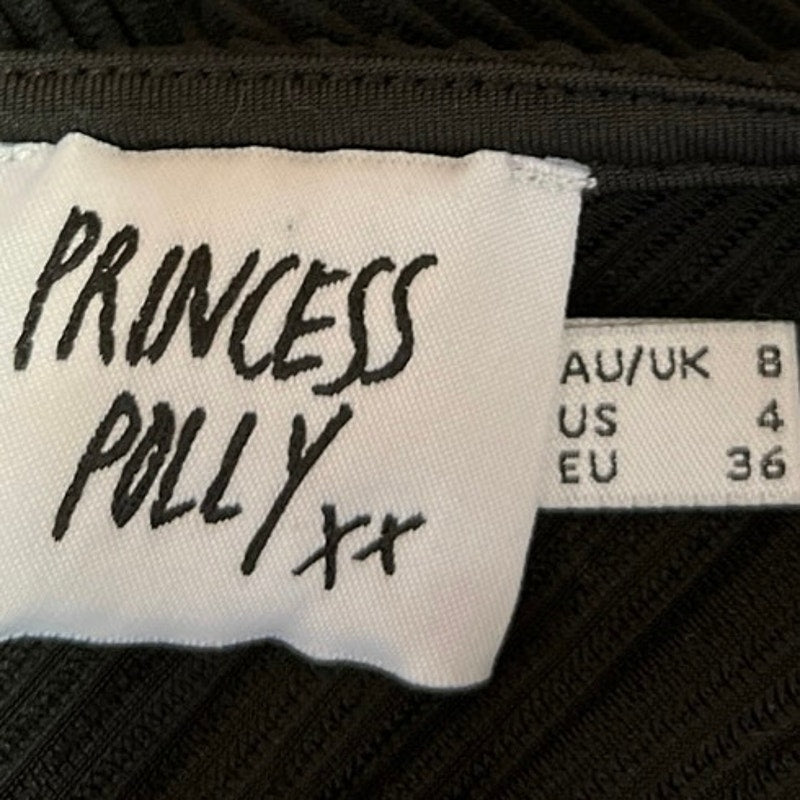 PRINCESS
POLLY xx
AU/UK 8
US 4
EU 36